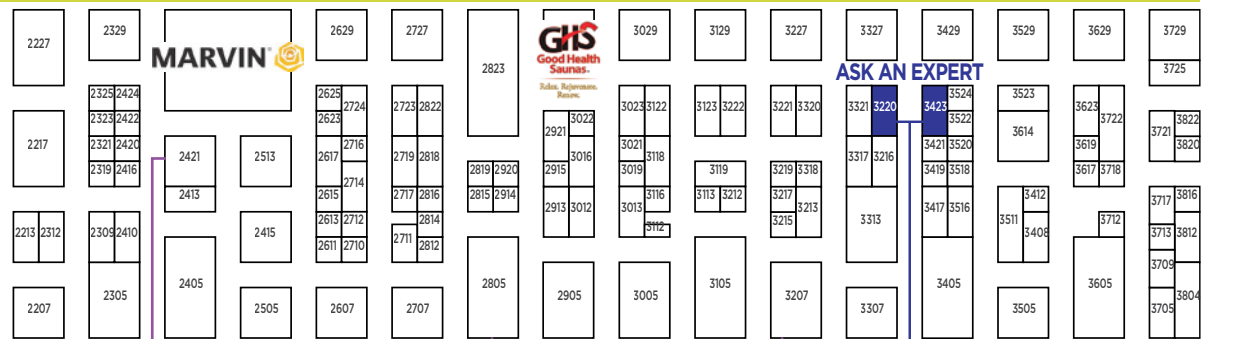 2227 2329 MARVIN® 2629 2727 2823 GHS 3029 3129 3227 3327 3429 3529 3629 3729
Good Health
Saunas™
Relax. Rejuvenate.
Renew.
ASK AN EXPERT
3725
2325 2424 2625 2724 2723 2822 3023 3122 3123 3222 3221 3320 3321 3220 3423 3524 3523 3623 3722
2323 2422 2623 2921 3022 3522 3614 3721 3822
2217 2321 2420 2421 2513 2617 2716 2719 2818 3016 3021 3118 3317 3216 3421 3520 3619 3820
2319 2416 2714 2819 2920 2915 3019 3119 3219 3318 3419 3518 3617 3718
2413 2615 2717 2816 2815 2914 2913 3012 3013 3116 3113 3212 3217 3213 3417 3516 3412 3717 3816
2213 2312 2309 2410 2415 2613 2712 2711 2814 3112 3215 3313 3511 3408 3712 3713 3812
2611 2710 2812
2207 2305 2405 2505 2607 2707 2805 2905 3005 3105 3207 3307 3405 3505 3605 3709
3705 3804